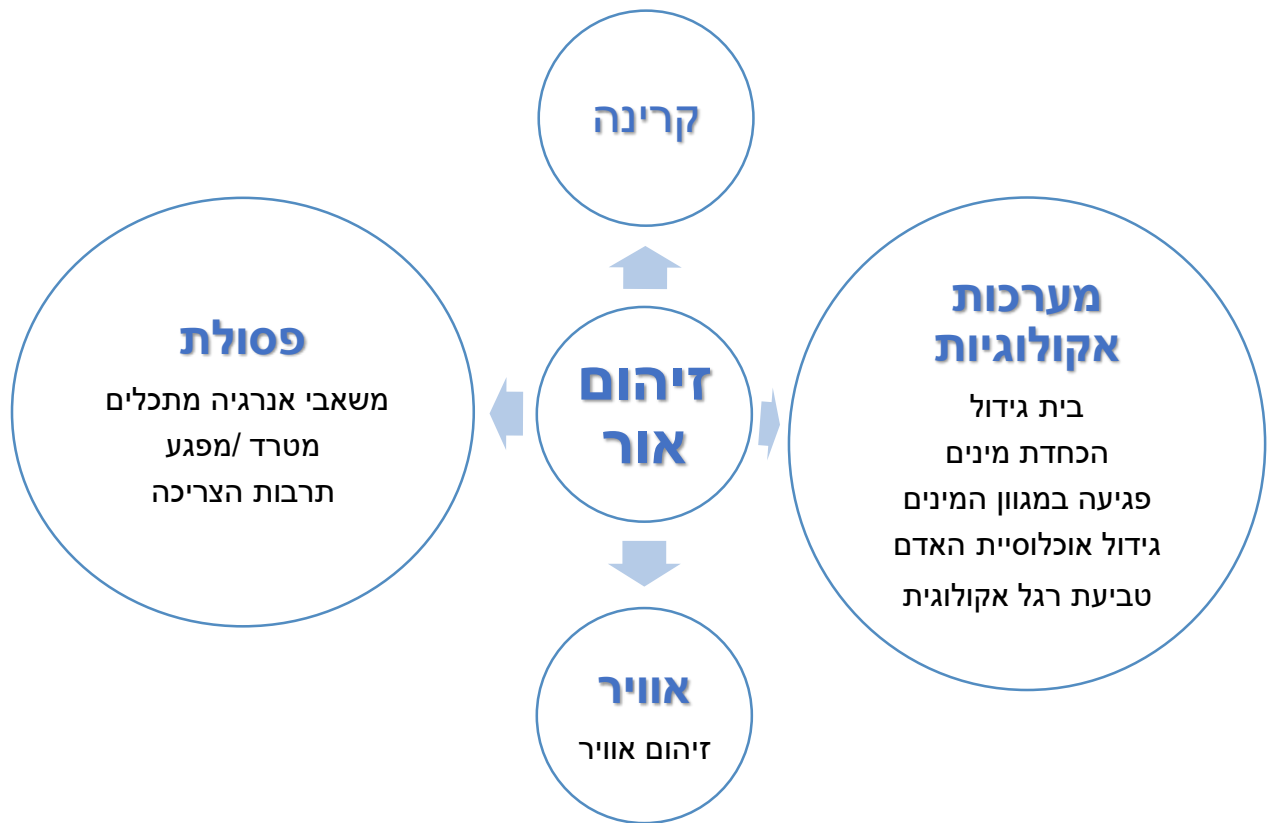 קרינה
מערכות
אקולוגיות
בית גידול
הכחדת מינים
פגיעה במגוון המינים
גידול אוכלוסיית האדם
טביעת רגל אקולוגית
זיהום
אור
פסולת
משאבי אנרגיה מתכלים
מטרד /מפגע
תרבות הצריכה
אוויר
זיהום אוויר